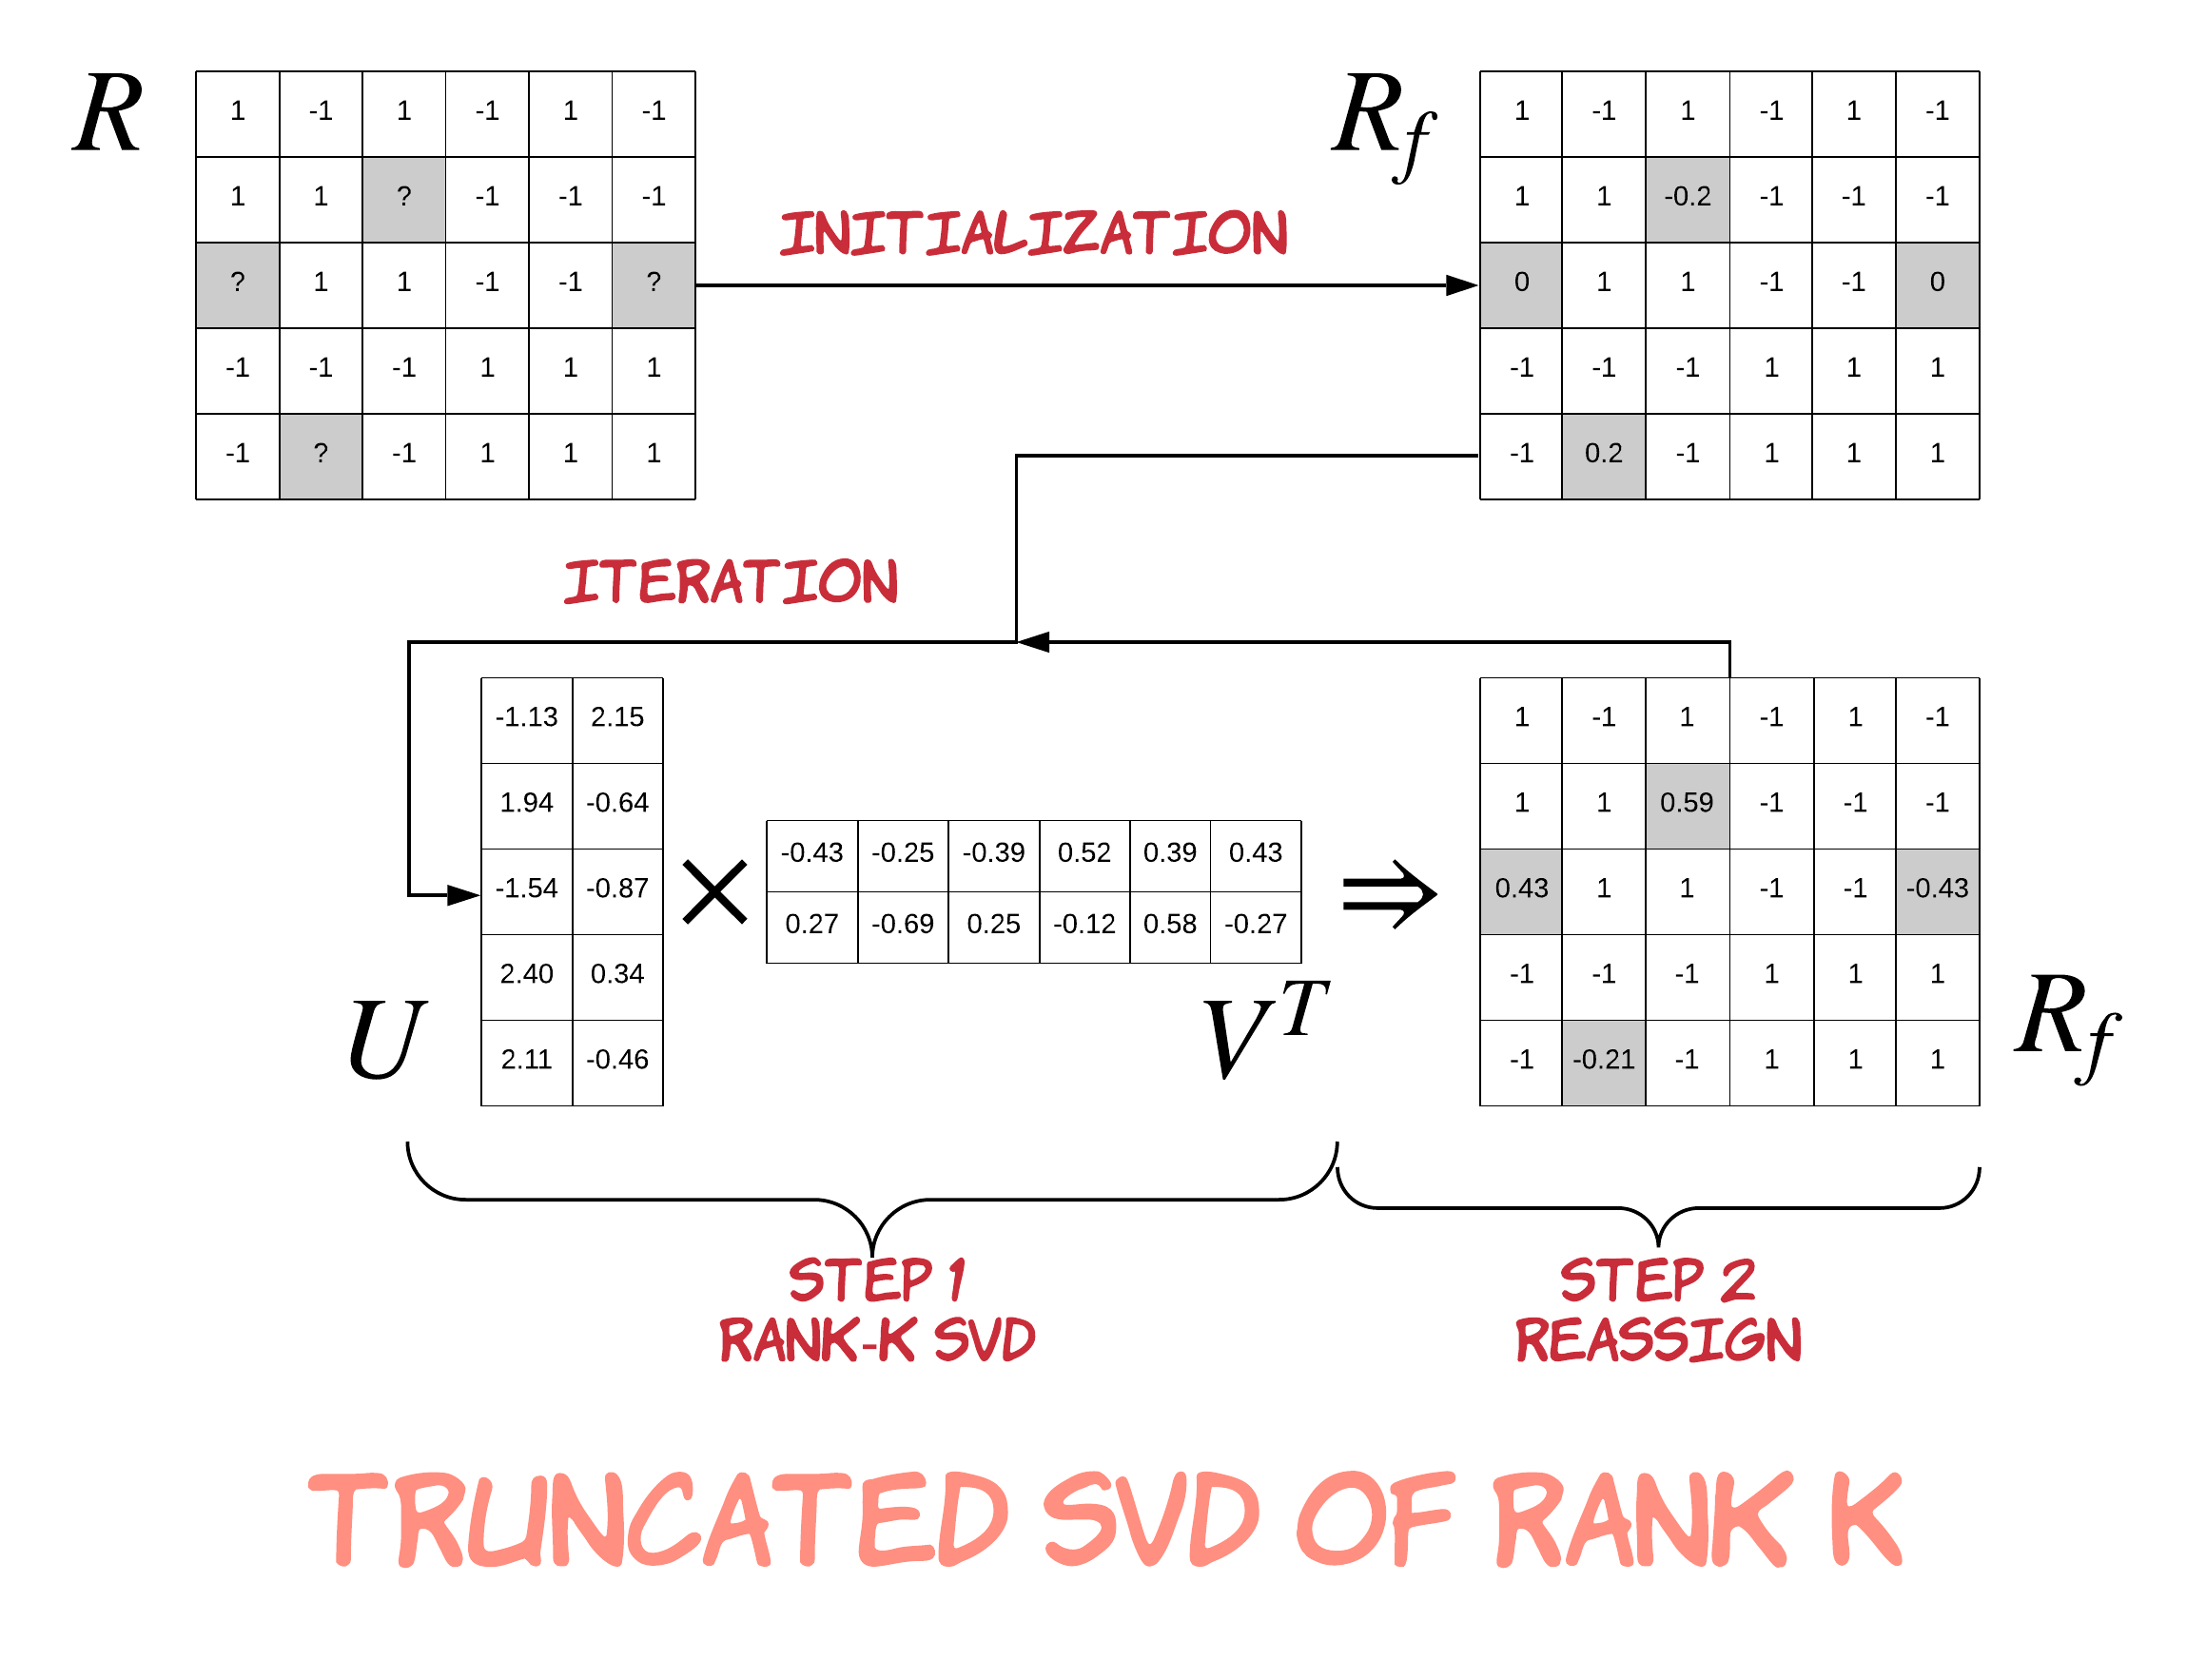 R
1 -1 1 -1 1 -1
1 1 ? -1 -1 -1
? 1 1 -1 -1 ?
-1 -1 -1 1 1 1
-1 ? -1 1 1 1
INITIALIZATION
R_f
1 -1 1 -1 1 -1
1 1 -0.2 -1 -1 -1
0 1 1 -1 -1 0
-1 -1 -1 1 1 1
-1 0.2 -1 1 1 1
ITERATION
-1.13 2.15
1.94 -0.64
-1.54 -0.87
2.40 0.34
2.11 -0.46
U
×
-0.43 -0.25 -0.39 0.52 0.39 0.43
0.27 -0.69 0.25 -0.12 0.58 -0.27
V^T
⇒
1 -1 1 -1 1 -1
1 1 0.59 -1 -1 -1
0.43 1 1 -1 -1 -0.43
-1 -1 -1 1 1 1
-1 -0.21 -1 1 1 1
R_f
STEP 1
RANK-K SVD
STEP 2
REASSIGN
TRUNCATED SVD OF RANK K